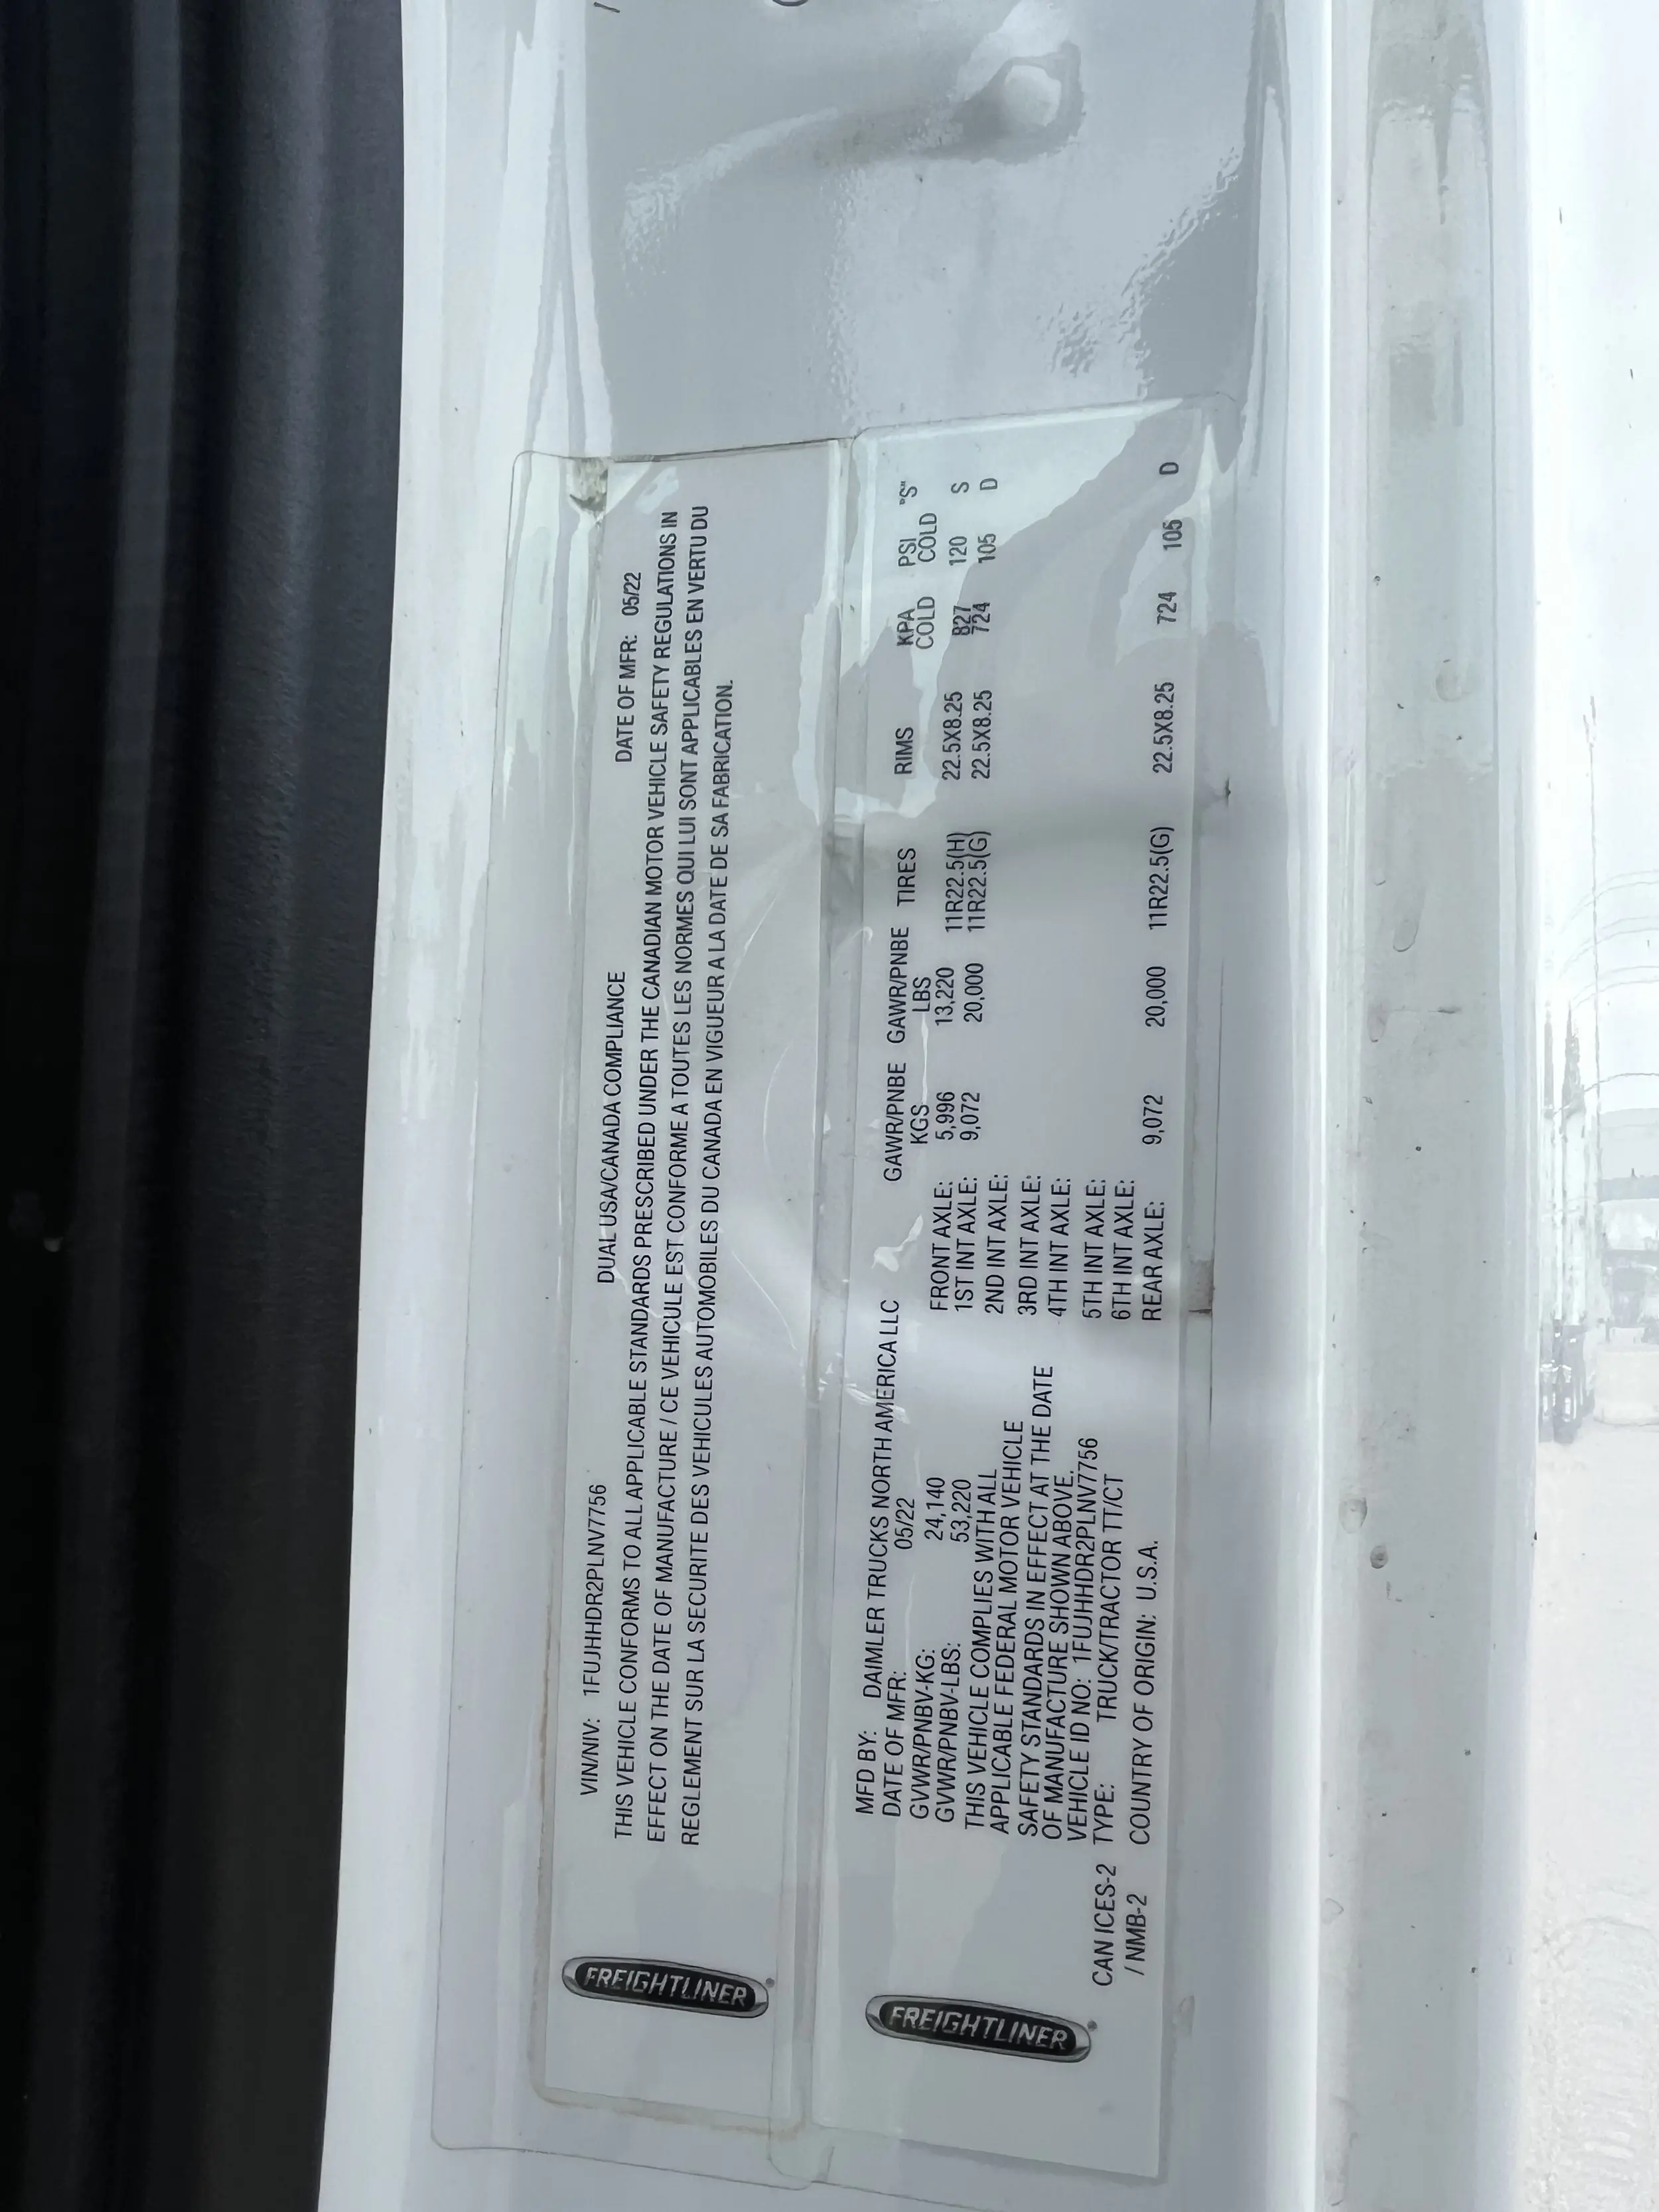 FREIGHTLINER
VIN/NIV: 1FUJHHDR2PLNV7756 DUAL USA/CANADA COMPLIANCE DATE OF MFR: 05/22
THIS VEHICLE CONFORMS TO ALL APPLICABLE STANDARDS PRESCRIBED UNDER THE CANADIAN MOTOR VEHICLE SAFETY REGULATIONS IN
EFFECT ON THE DATE OF MANUFACTURE / CE VEHICULE EST CONFORME A TOUTES LES NORMES QUI LUI SONT APPLICABLES EN VERTU DU
REGLEMENT SUR LA SECURITE DES VEHICULES AUTOMOBILES DU CANADA EN VIGUEUR A LA DATE DE SA FABRICATION.
FREIGHTLINER
CAN ICES-2
/ NMB-2
MFD BY: DAIMLER TRUCKS NORTH AMERICA LLC
DATE OF MFR: 05/22
GVWR/PNBV-KG: 24,140
GVWR/PNBV-LBS: 53,220
THIS VEHICLE COMPLIES WITH ALL
APPLICABLE FEDERAL MOTOR VEHICLE
SAFETY STANDARDS IN EFFECT AT THE DATE
OF MANUFACTURE SHOWN ABOVE.
VEHICLE ID NO: 1FUJHHDR2PLNV7756
TYPE: TRUCK/TRACTOR TT/CT
COUNTRY OF ORIGIN: U.S.A.
GAWR/PNBE GAWR/PNBE TIRES RIMS KPA PSI "S"
KGS LBS COLD COLD
FRONT AXLE: 5,996 13,220 11R22.5(H) 22.5X8.25 827 120 S
1ST INT AXLE: 9,072 20,000 11R22.5(G) 22.5X8.25 724 105 D
2ND INT AXLE:
3RD INT AXLE:
4TH INT AXLE:
5TH INT AXLE:
6TH INT AXLE:
REAR AXLE: 9,072 20,000 11R22.5(G) 22.5X8.25 724 105 D